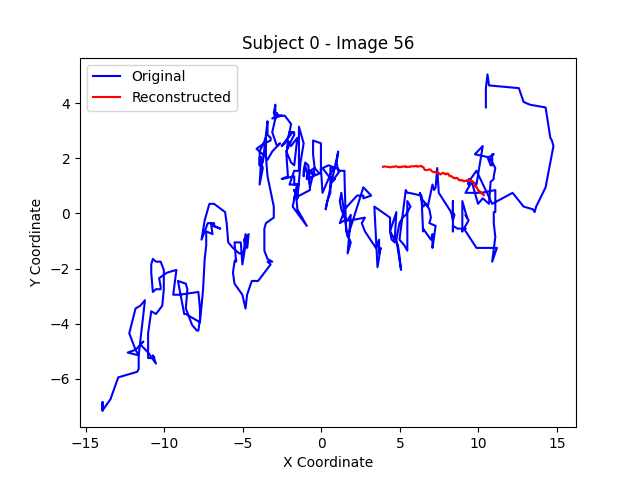 Subject 0 - Image 56
Original
Reconstructed
Y Coordinate
4
2
0
−2
−4
−6
−15
−10
−5
0
5
10
15
X Coordinate